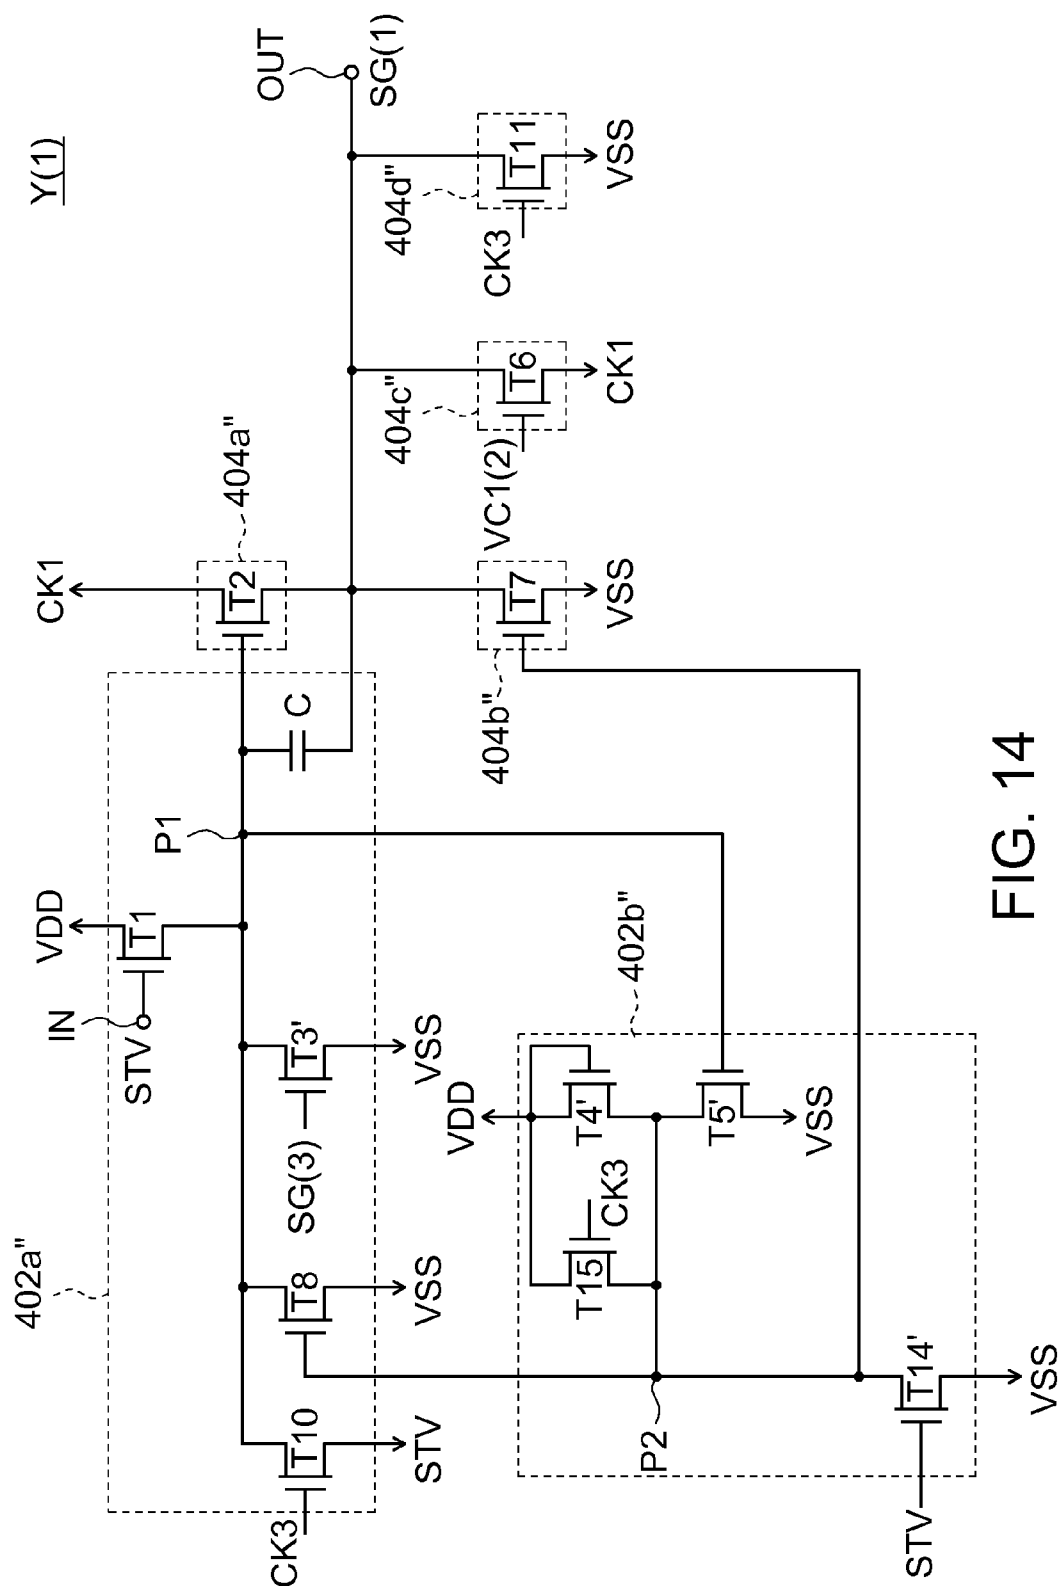 Y(1)
OUT
SG(1)
CK1
404a"
T2
404d"
T11
CK3
VSS
404c"
T6
VC1(2)
CK1
404b"
T7
VSS
402a"
VDD
T1
IN
STV
P1
C
T3'
SG(3)
VSS
T8
VSS
T10
CK3
STV
402b"
VDD
T4'
T15
CK3
T5'
VSS
P2
T14'
STV
VSS
FIG. 14